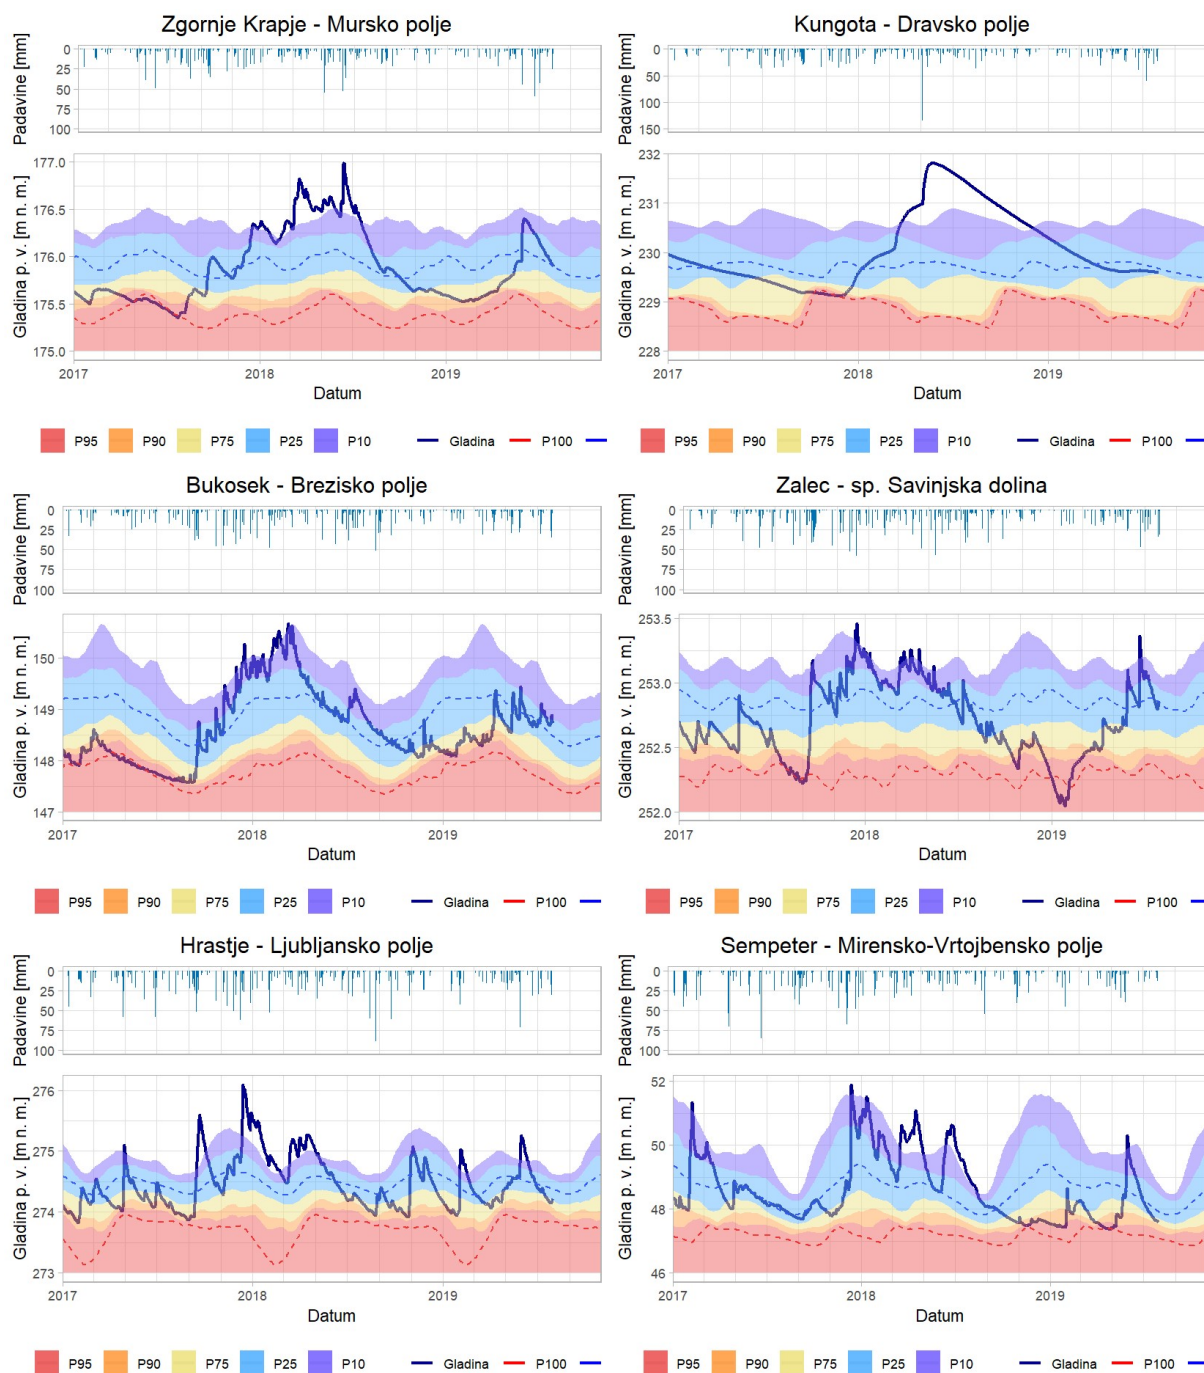 Zgornje Krapje - Mursko polje
Padavine [mm]
0
25
50
75
100
Gladina p. v. [m n. m.]
177.0
176.5
176.0
175.5
175.0
2017 2018 2019
Datum
P95 P90 P75 P25 P10 Gladina P100
Kungota - Dravsko polje
Padavine [mm]
0
50
100
150
Gladina p. v. [m n. m.]
232
231
230
229
228
2017 2018 2019
Datum
P95 P90 P75 P25 P10 Gladina P100
Bukosek - Brezisko polje
Padavine [mm]
0
25
50
75
100
Gladina p. v. [m n. m.]
150
149
148
147
2017 2018 2019
Datum
P95 P90 P75 P25 P10 Gladina P100
Zalec - sp. Savinjska dolina
Padavine [mm]
0
25
50
75
100
Gladina p. v. [m n. m.]
253.5
253.0
252.5
252.0
2017 2018 2019
Datum
P95 P90 P75 P25 P10 Gladina P100
Hrastje - Ljubljansko polje
Padavine [mm]
0
25
50
75
100
Gladina p. v. [m n. m.]
276
275
274
273
2017 2018 2019
Datum
P95 P90 P75 P25 P10 Gladina P100
Sempeter - Mirensko-Vrtojbensko polje
Padavine [mm]
0
25
50
75
100
Gladina p. v. [m n. m.]
52
50
48
46
2017 2018 2019
Datum
P95 P90 P75 P25 P10 Gladina P100